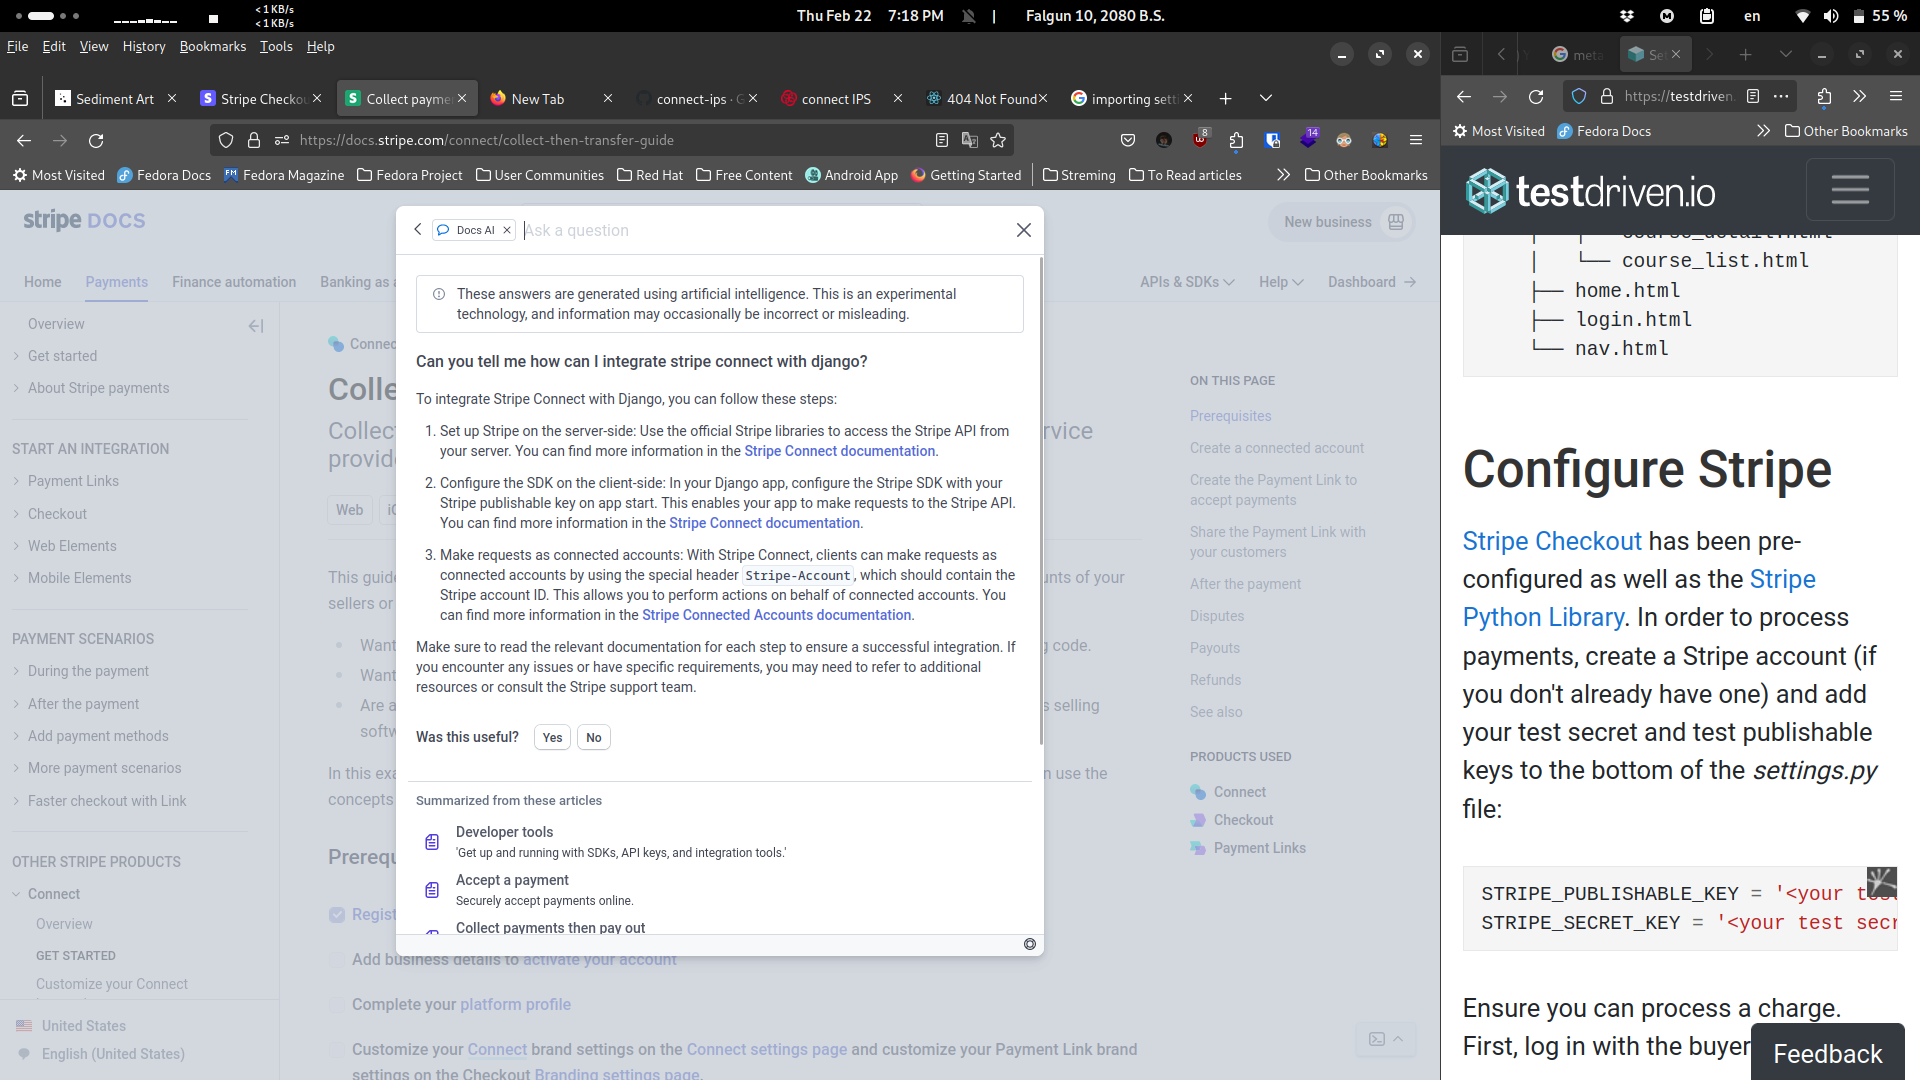 < 1 KB/s
< 1 KB/s
Thu Feb 22 7:18 PM | Falgun 10, 2080 B.S.
en 55 %
File Edit View History Bookmarks Tools Help
Sediment Art
Stripe Checkou
Collect payme
New Tab
connect-ips · G
connect IPS
404 Not Found
importing sett
https://docs.stripe.com/connect/collect-then-transfer-guide
8
14
Most Visited Fedora Docs Fedora Magazine Fedora Project User Communities Red Hat Free Content Android App Getting Started Streming To Read articles Other Bookmarks
stripe DOCS
New business
Home Payments Finance automation Banking as a
APIs & SDKs Help Dashboard
Overview
Get started
About Stripe payments
START AN INTEGRATION
Payment Links
Checkout
Web Elements
Mobile Elements
PAYMENT SCENARIOS
During the payment
After the payment
Add payment methods
More payment scenarios
Faster checkout with Link
OTHER STRIPE PRODUCTS
Connect
Overview
GET STARTED
Customize your Connect
United States
English (United States)
Connec
Colle
Collec
rvice
provide
Web
This guide
unts of your
sellers or
Want
g code.
Want
Are a
s selling
softw
In this exa
n use the
concepts
Prerequ
Regist
Add business details to activate your account
Complete your platform profile
Customize your Connect brand settings on the Connect settings page and customize your Payment Link brand
settings on the Checkout Branding settings page.
Docs AI Ask a question
These answers are generated using artificial intelligence. This is an experimental
technology, and information may occasionally be incorrect or misleading.
Can you tell me how can I integrate stripe connect with django?
To integrate Stripe Connect with Django, you can follow these steps:
1. Set up Stripe on the server-side: Use the official Stripe libraries to access the Stripe API from
your server. You can find more information in the Stripe Connect documentation.
2. Configure the SDK on the client-side: In your Django app, configure the Stripe SDK with your
Stripe publishable key on app start. This enables your app to make requests to the Stripe API.
You can find more information in the Stripe Connect documentation.
3. Make requests as connected accounts: With Stripe Connect, clients can make requests as
connected accounts by using the special header Stripe-Account, which should contain the
Stripe account ID. This allows you to perform actions on behalf of connected accounts. You
can find more information in the Stripe Connected Accounts documentation.
Make sure to read the relevant documentation for each step to ensure a successful integration. If
you encounter any issues or have specific requirements, you may need to refer to additional
resources or consult the Stripe support team.
Was this useful? Yes No
Summarized from these articles
Developer tools
'Get up and running with SDKs, API keys, and integration tools.'
Accept a payment
Securely accept payments online.
Collect payments then pay out
ON THIS PAGE
Prerequisites
Create a connected account
Create the Payment Link to
accept payments
Share the Payment Link with
your customers
After the payment
Disputes
Payouts
Refunds
See also
PRODUCTS USED
Connect
Checkout
Payment Links
meta
Set
https://testdriven.
Most Visited Fedora Docs Other Bookmarks
testdriven.io
│ │ course_detail.html
│ └── course_list.html
├── home.html
├── login.html
└── nav.html
Configure Stripe
Stripe Checkout has been pre-
configured as well as the Stripe
Python Library. In order to process
payments, create a Stripe account (if
you don't already have one) and add
your test secret and test publishable
keys to the bottom of the settings.py
file:
STRIPE_PUBLISHABLE_KEY = '<your tes
STRIPE_SECRET_KEY = '<your test secr
Ensure you can process a charge.
First, log in with the buyer
Feedback